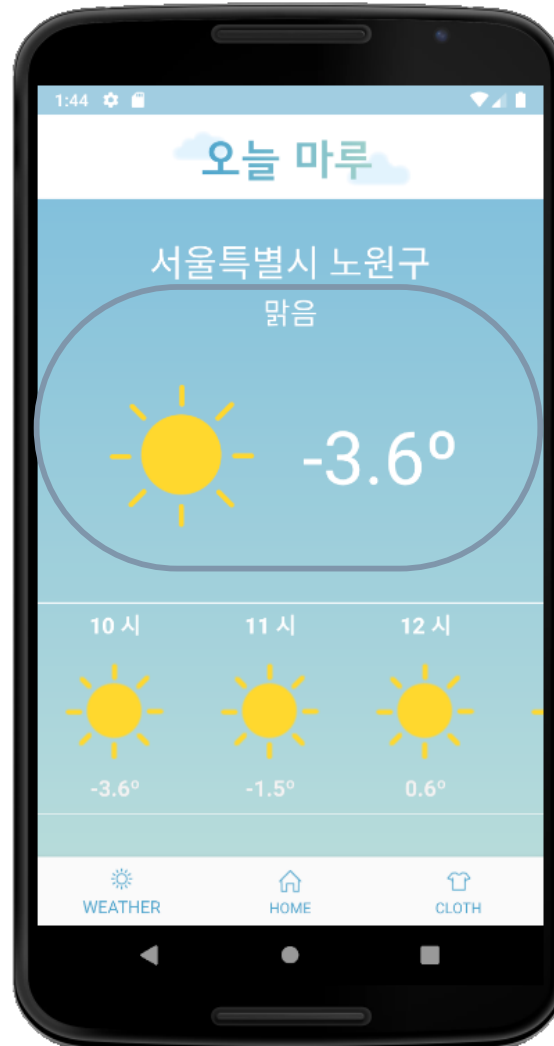 1:44
오늘 마루
서울특별시 노원구
맑음
-3.6º
10 시 11 시 12 시
-3.6º -1.5º 0.6º
WEATHER HOME CLOTH